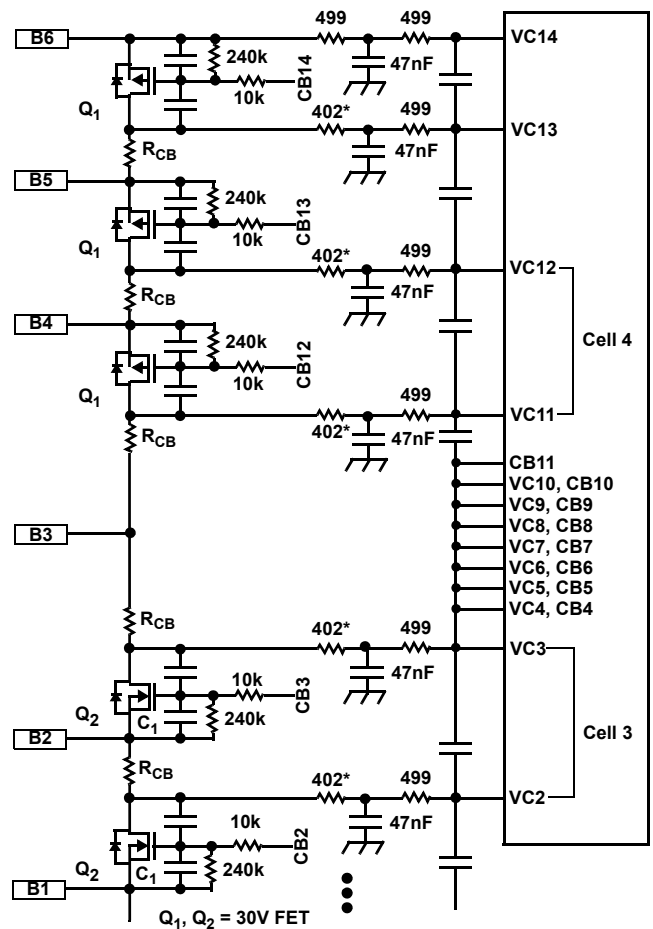 499 499
B6 VC14
240k
47nF
CB14
10k
Q1
402* 499
VC13
RCB
47nF
B5
240k
CB13
10k
Q1
402* 499
VC12
RCB
47nF
B4
240k
Cell 4
CB12
10k
Q1
499
402*
VC11
RCB
47nF
CB11
VC10, CB10
VC9, CB9
B3
VC8, CB8
VC7, CB7
VC6, CB6
VC5, CB5
VC4, CB4
RCB
402* 499
VC3
10k
47nF
CB3
Q2 C1
240k
B2
Cell 3
RCB
402* 499
VC2
10k
47nF
CB2
Q2 C1
240k
B1
Q1, Q2 = 30V FET